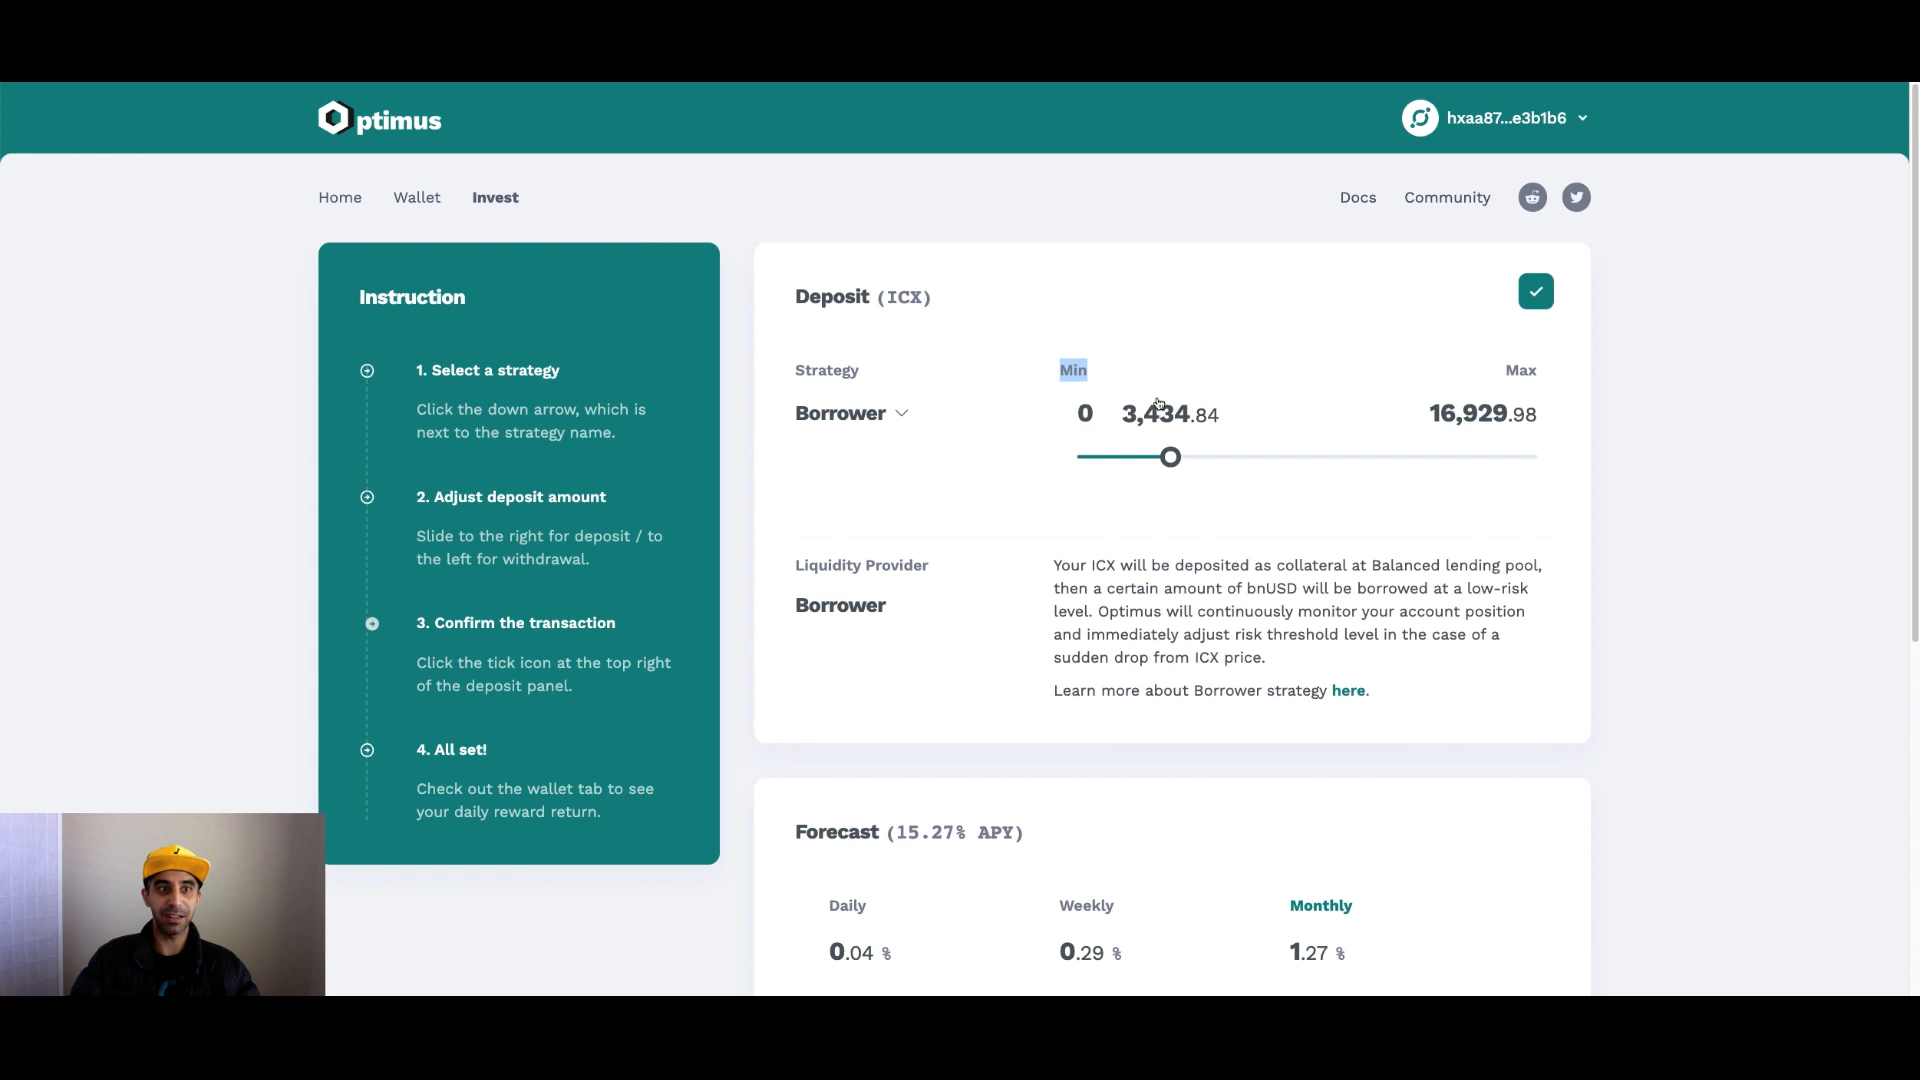 Optimus
hxaa87...e3b1b6
Home Wallet Invest
Docs Community
Instruction
1. Select a strategy
Click the down arrow, which is
next to the strategy name.
2. Adjust deposit amount
Slide to the right for deposit / to
the left for withdrawal.
3. Confirm the transaction
Click the tick icon at the top right
of the deposit panel.
4. All set!
Check out the wallet tab to see
your daily reward return.
Deposit (ICX)
Strategy Min Max
Borrower 0 3,434.84 16,929.98
Liquidity Provider
Borrower
Your ICX will be deposited as collateral at Balanced lending pool,
then a certain amount of bnUSD will be borrowed at a low-risk
level. Optimus will continuously monitor your account position
and immediately adjust risk threshold level in the case of a
sudden drop from ICX price.
Learn more about Borrower strategy here.
Forecast (15.27% APY)
Daily Weekly Monthly
0.04 % 0.29 % 1.27 %